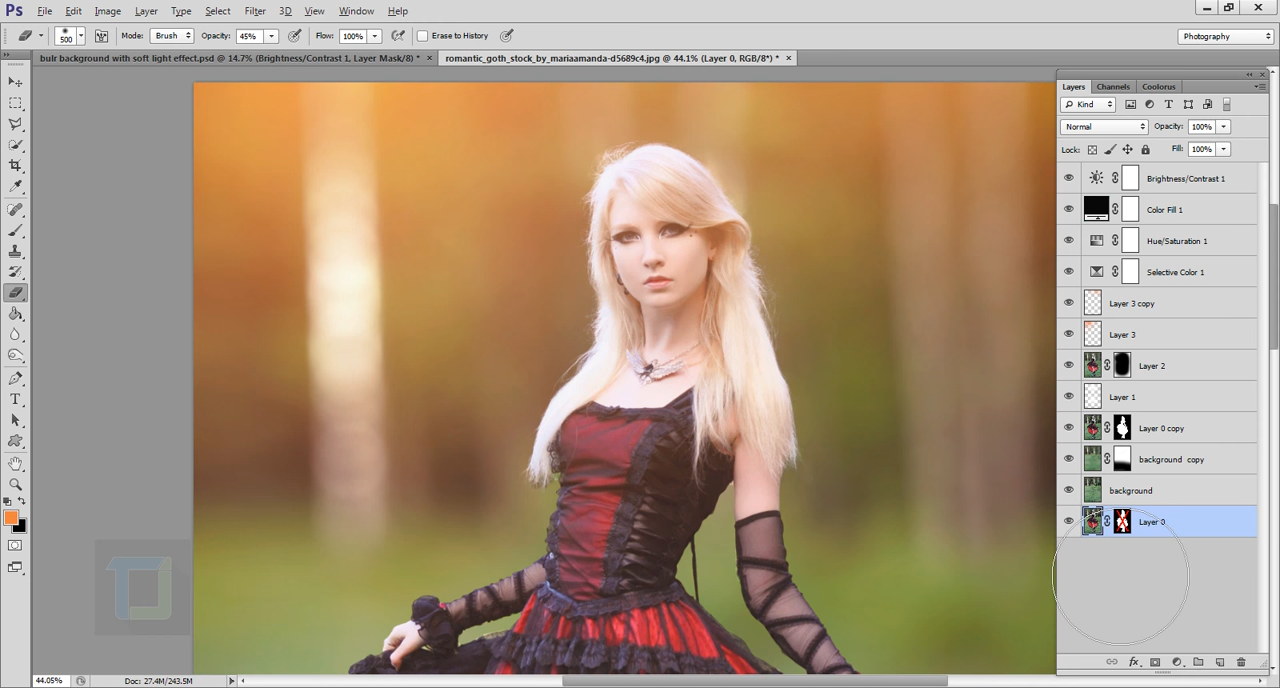 Ps File Edit Image Layer Type Select Filter 3D View Window Help
500 Mode: Brush Opacity: 45% Flow: 100% Erase to History Photography
bulr background with soft light effect.psd @ 14.7% (Brightness/Contrast 1, Layer Mask/8) * × romantic_goth_stock_by_mariaamanda-d5689c4.jpg @ 44.1% (Layer 0, RGB/8*) * ×
Layers Channels Coolorus
Kind
Normal Opacity: 100%
Lock: Fill: 100%
Brightness/Contrast 1
Color Fill 1
Hue/Saturation 1
Selective Color 1
Layer 3 copy
Layer 3
Layer 2
Layer 1
Layer 0 copy
background copy
background
Layer 0
fx
44.05% Doc: 27.4M/243.5M